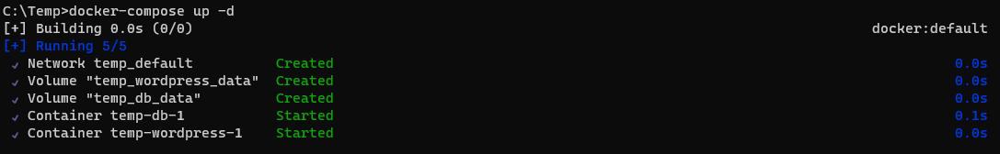 C:\Temp>docker-compose up -d
[+] Building 0.0s (0/0) docker:default
[+] Running 5/5
✓ Network temp_default Created 0.0s
✓ Volume "temp_wordpress_data" Created 0.0s
✓ Volume "temp_db_data" Created 0.0s
✓ Container temp-db-1 Started 0.1s
✓ Container temp-wordpress-1 Started 0.0s